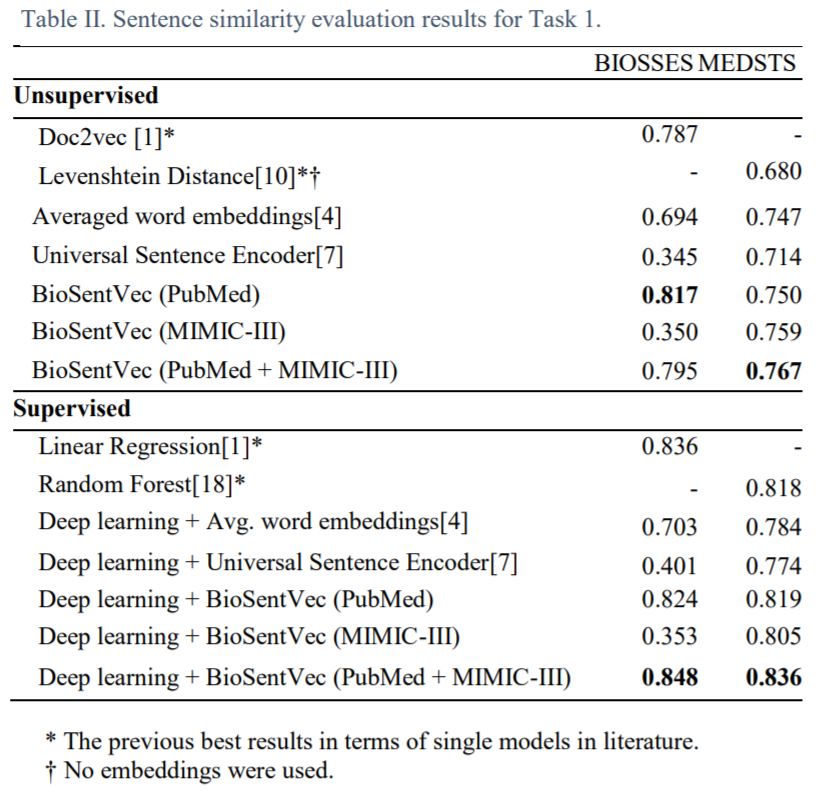 Table II. Sentence similarity evaluation results for Task 1.
BIOSSES MEDSTS
Unsupervised
Doc2vec [1]* 0.787 -
Levenshtein Distance[10]*† - 0.680
Averaged word embeddings[4] 0.694 0.747
Universal Sentence Encoder[7] 0.345 0.714
BioSentVec (PubMed) 0.817 0.750
BioSentVec (MIMIC-III) 0.350 0.759
BioSentVec (PubMed + MIMIC-III) 0.795 0.767
Supervised
Linear Regression[1]* 0.836 -
Random Forest[18]* - 0.818
Deep learning + Avg. word embeddings[4] 0.703 0.784
Deep learning + Universal Sentence Encoder[7] 0.401 0.774
Deep learning + BioSentVec (PubMed) 0.824 0.819
Deep learning + BioSentVec (MIMIC-III) 0.353 0.805
Deep learning + BioSentVec (PubMed + MIMIC-III) 0.848 0.836
* The previous best results in terms of single models in literature.
† No embeddings were used.